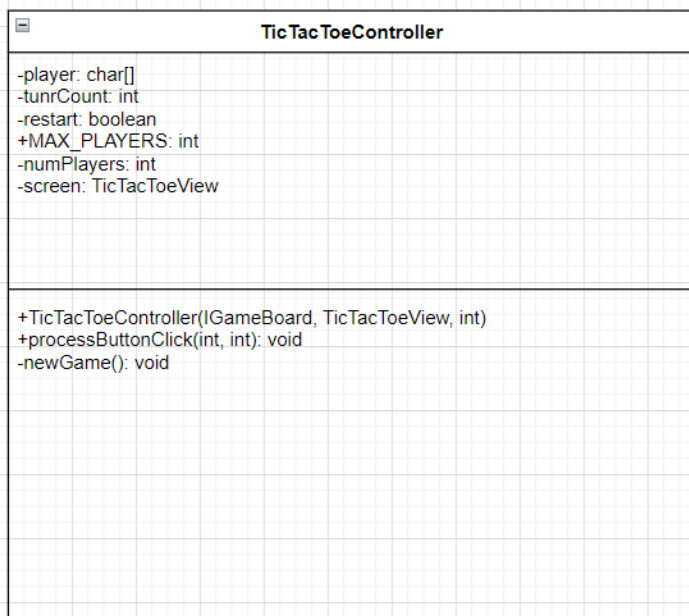 TicTacToeController
-player: char[]
-tunrCount: int
-restart: boolean
+MAX_PLAYERS: int
-numPlayers: int
-screen: TicTacToeView
+TicTacToeController(IGameBoard, TicTacToeView, int)
+processButtonClick(int, int): void
-newGame(): void